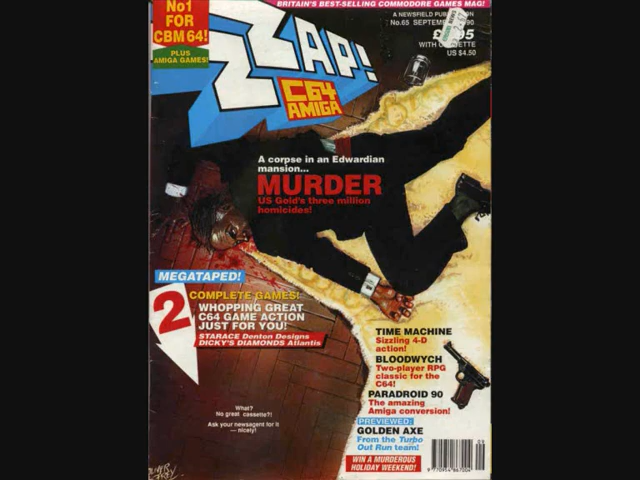 BRITAIN'S BEST-SELLING COMMODORE GAMES MAG!
No1
FOR
CBM 64!
PLUS
AMIGA GAMES!
A NEWSFIELD
No.65
WITH
US $4.50
ZZAP!
C64
AMIGA
A corpse in an Edwardian
mansion...
MURDER
US Gold's three million
homicides!
MEGATAPED!
2
COMPLETE GAMES!
WHOPPING GREAT
C64 GAME ACTION
JUST FOR YOU!
STARACE Denton Designs
DICKY'S DIAMONDS Atlantis
TIME MACHINE
Sizzling 4-D
action!
BLOODWYCH
Two-player RPG
classic for the
C64!
PARADROID 90
The amazing
Amiga conversion!
PREVIEWED:
GOLDEN AXE
From the Turbo
Out Run team!
WIN A MURDEROUS
HOLIDAY WEEKEND!
What?
No great cassette?!
Ask your newsagent for it
— nicely!